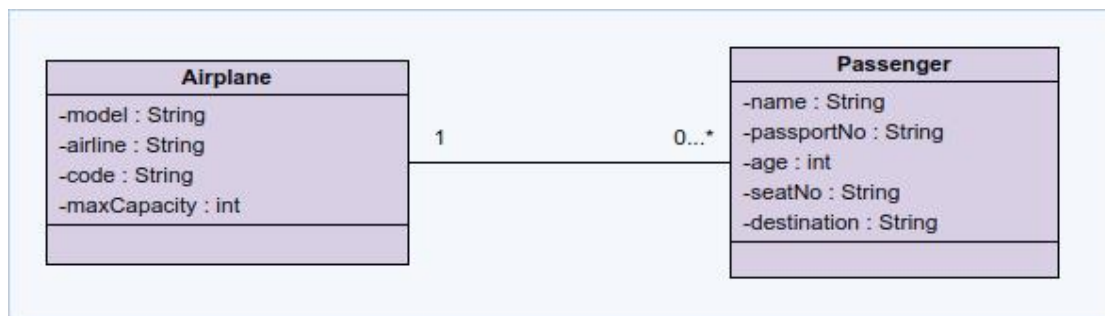 Airplane
-model : String
-airline : String
-code : String
-maxCapacity : int
1
0...*
Passenger
-name : String
-passportNo : String
-age : int
-seatNo : String
-destination : String